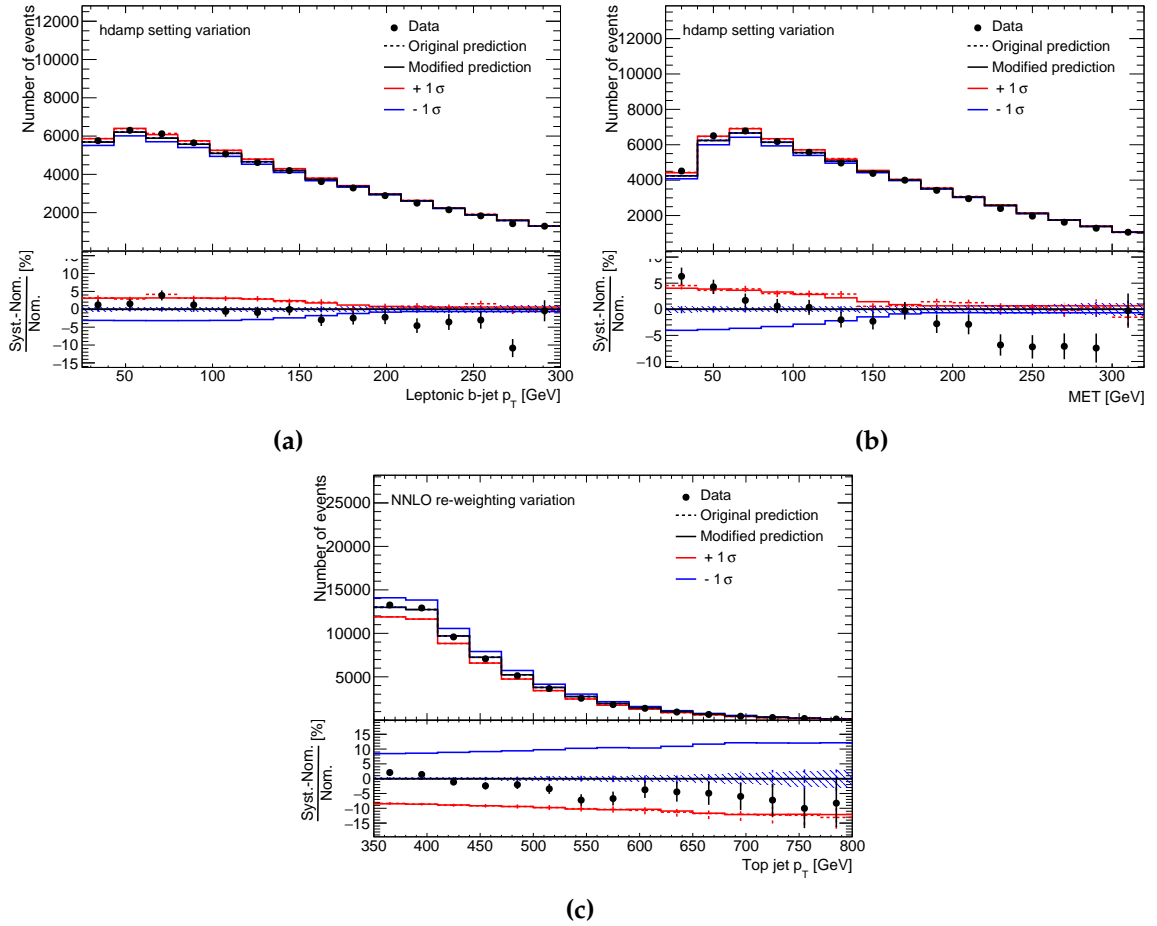 12000
10000
8000
6000
4000
2000
Number of events
hdamp setting variation
Data
Original prediction
Modified prediction
+ 1 σ
- 1 σ
10
5
0
−5
−10
−15
Syst.-Nom.
Nom.
[%]
50 100 150 200 250 300
Leptonic b-jet p_T [GeV]
(a)
12000
10000
8000
6000
4000
2000
Number of events
hdamp setting variation
Data
Original prediction
Modified prediction
+ 1 σ
- 1 σ
5
0
−5
−10
Syst.-Nom.
Nom.
[%]
50 100 150 200 250 300
MET [GeV]
(b)
25000
20000
15000
10000
5000
Number of events
NNLO re-weighting variation
Data
Original prediction
Modified prediction
+ 1 σ
- 1 σ
15
10
5
0
−5
−10
−15
Syst.-Nom.
Nom.
[%]
350 400 450 500 550 600 650 700 750 800
Top jet p_T [GeV]
(c)